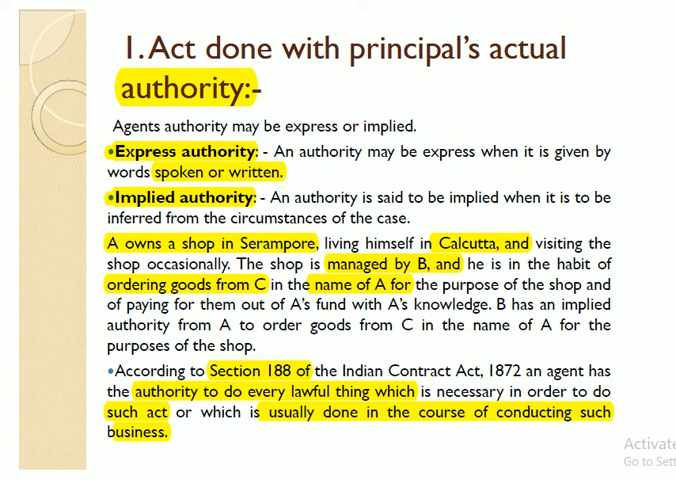 1. Act done with principal's actual
authority:-
Agents authority may be express or implied.
•Express authority: - An authority may be express when it is given by
words spoken or written.
•Implied authority: - An authority is said to be implied when it is to be
inferred from the circumstances of the case.
A owns a shop in Serampore, living himself in Calcutta, and visiting the
shop occasionally. The shop is managed by B, and he is in the habit of
ordering goods from C in the name of A for the purpose of the shop and
of paying for them out of A's fund with A's knowledge. B has an implied
authority from A to order goods from C in the name of A for the
purposes of the shop.
•According to Section 188 of the Indian Contract Act, 1872 an agent has
the authority to do every lawful thing which is necessary in order to do
such act or which is usually done in the course of conducting such
business.
Activate
Go to Sett